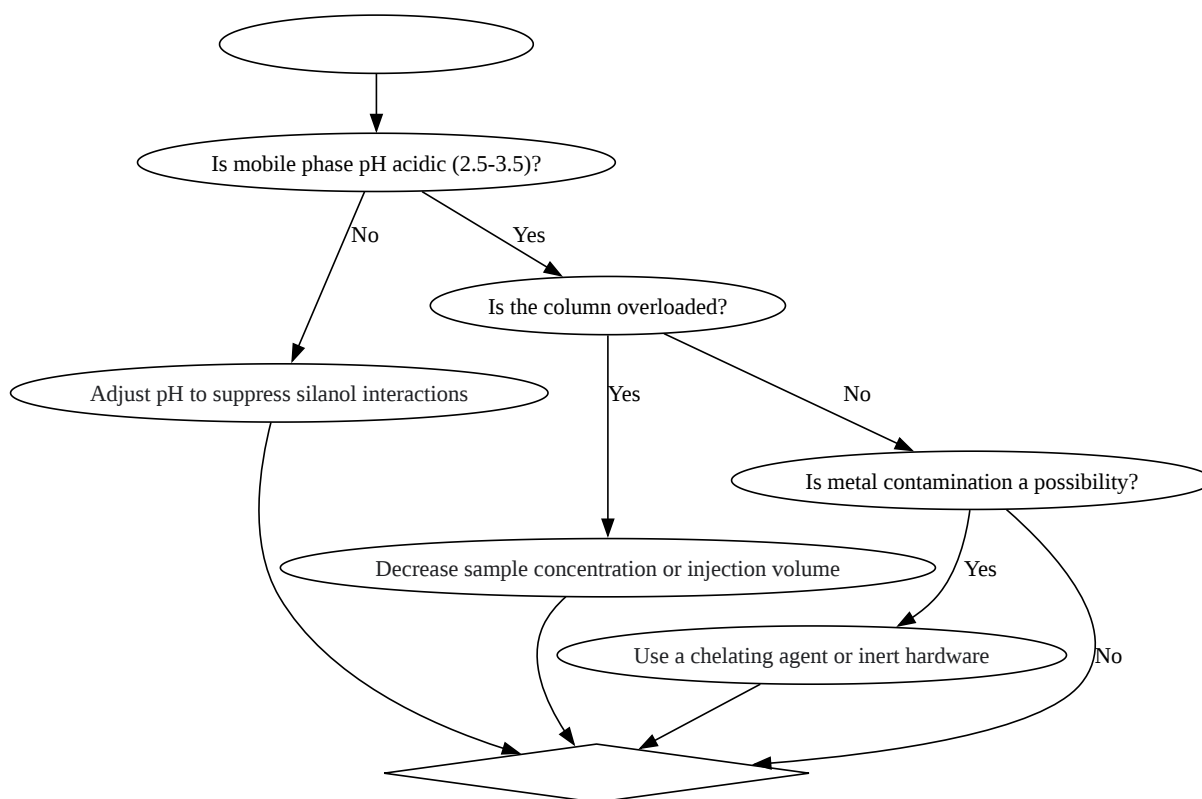 Is mobile phase pH acidic (2.5-3.5)?
No
Yes
Is the column overloaded?
Adjust pH to suppress silanol interactions
Yes
No
Is metal contamination a possibility?
Decrease sample concentration or injection volume
Yes
Use a chelating agent or inert hardware
No